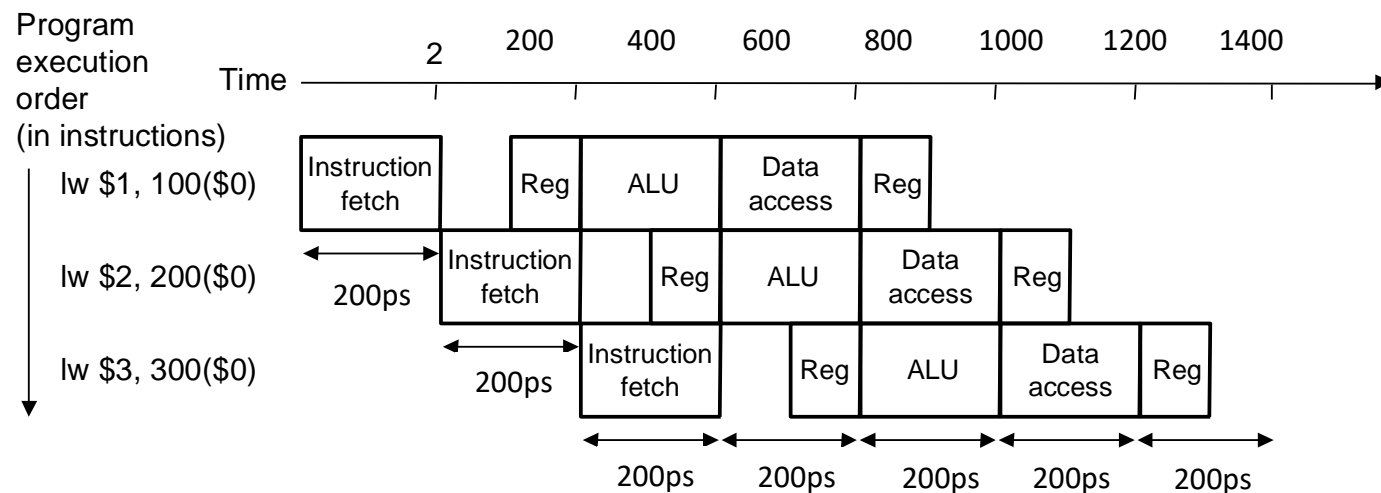 Program
execution
order
(in instructions)
Time
2 200 400 600 800 1000 1200 1400
lw $1, 100($0)
Instruction
fetch
Reg
ALU
Data
access
Reg
lw $2, 200($0)
200ps
Instruction
fetch
Reg
ALU
Data
access
Reg
lw $3, 300($0)
200ps
Instruction
fetch
Reg
ALU
Data
access
Reg
200ps 200ps 200ps 200ps 200ps